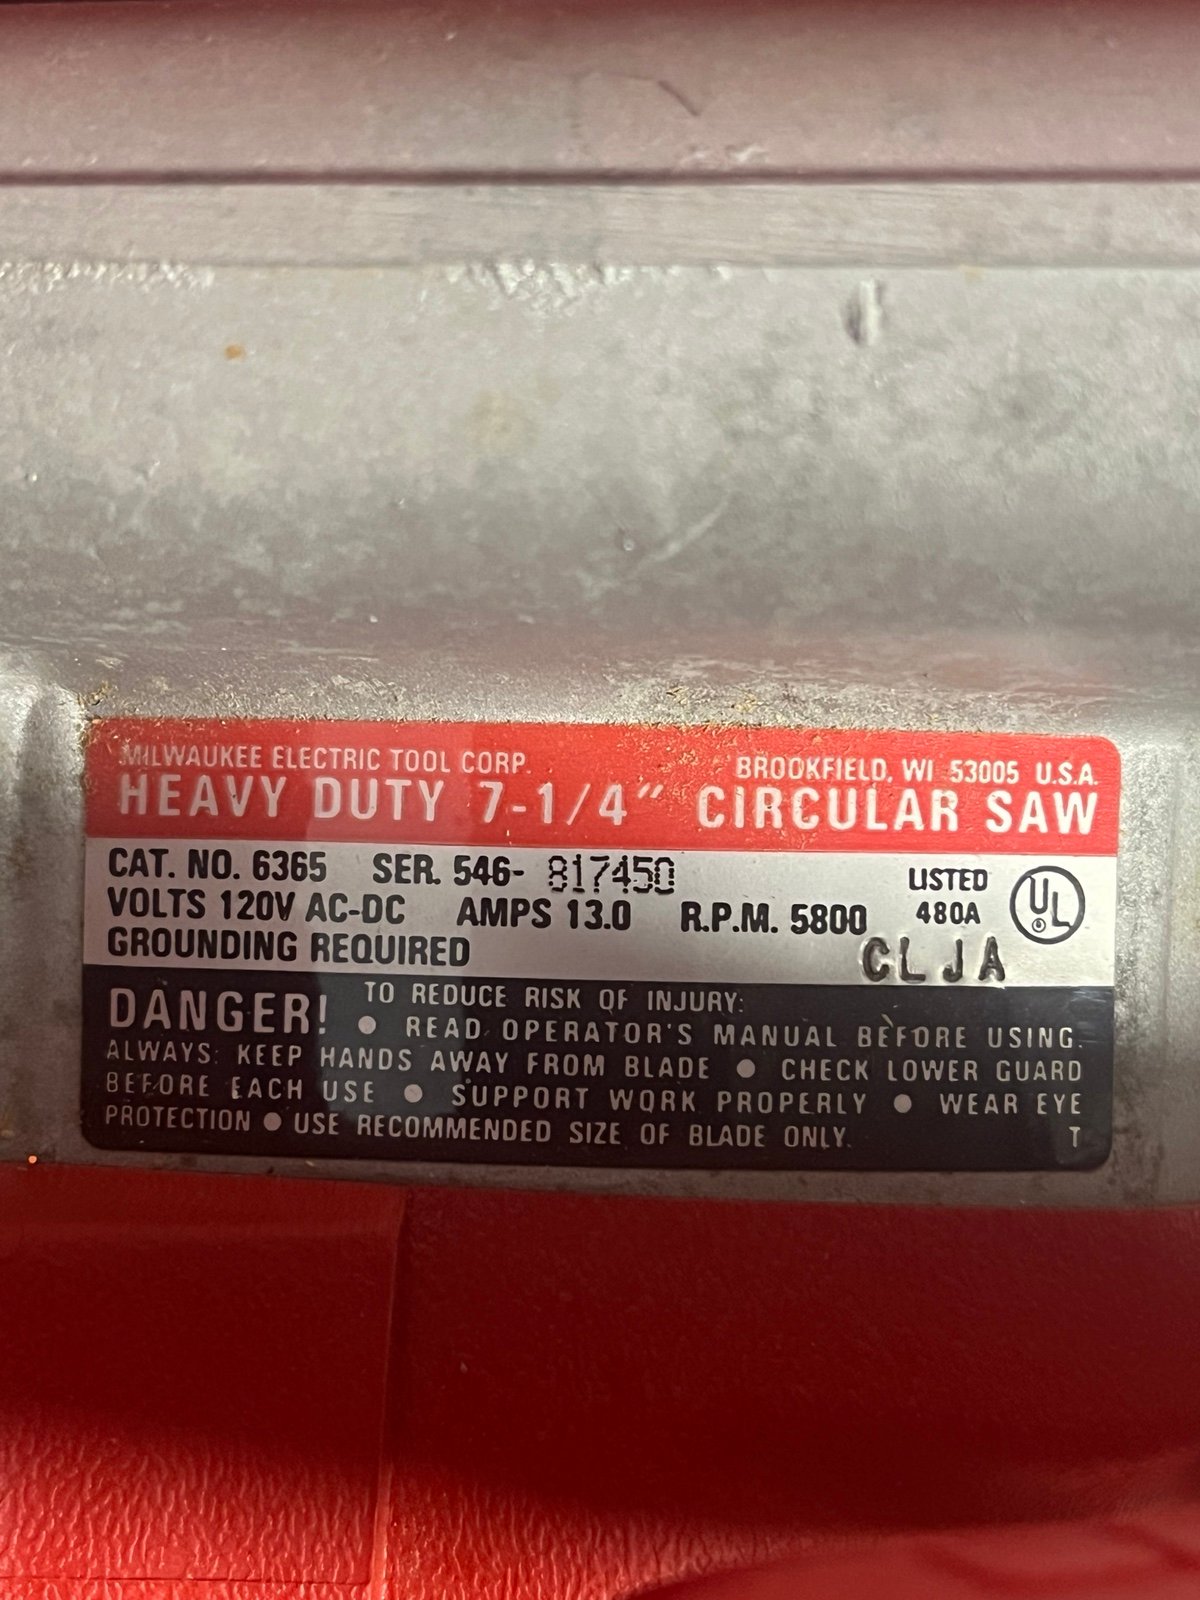 MILWAUKEE ELECTRIC TOOL CORP. BROOKFIELD, WI 53005 U.S.A.
HEAVY DUTY 7-1/4" CIRCULAR SAW
CAT. NO. 6365 SER. 546- 817450 LISTED UL
VOLTS 120V AC-DC AMPS 13.0 R.P.M. 5800 480A
GROUNDING REQUIRED CLJA
DANGER! TO REDUCE RISK OF INJURY:
● READ OPERATOR'S MANUAL BEFORE USING.
ALWAYS: KEEP HANDS AWAY FROM BLADE ● CHECK LOWER GUARD
BEFORE EACH USE ● SUPPORT WORK PROPERLY ● WEAR EYE
PROTECTION ● USE RECOMMENDED SIZE OF BLADE ONLY. T